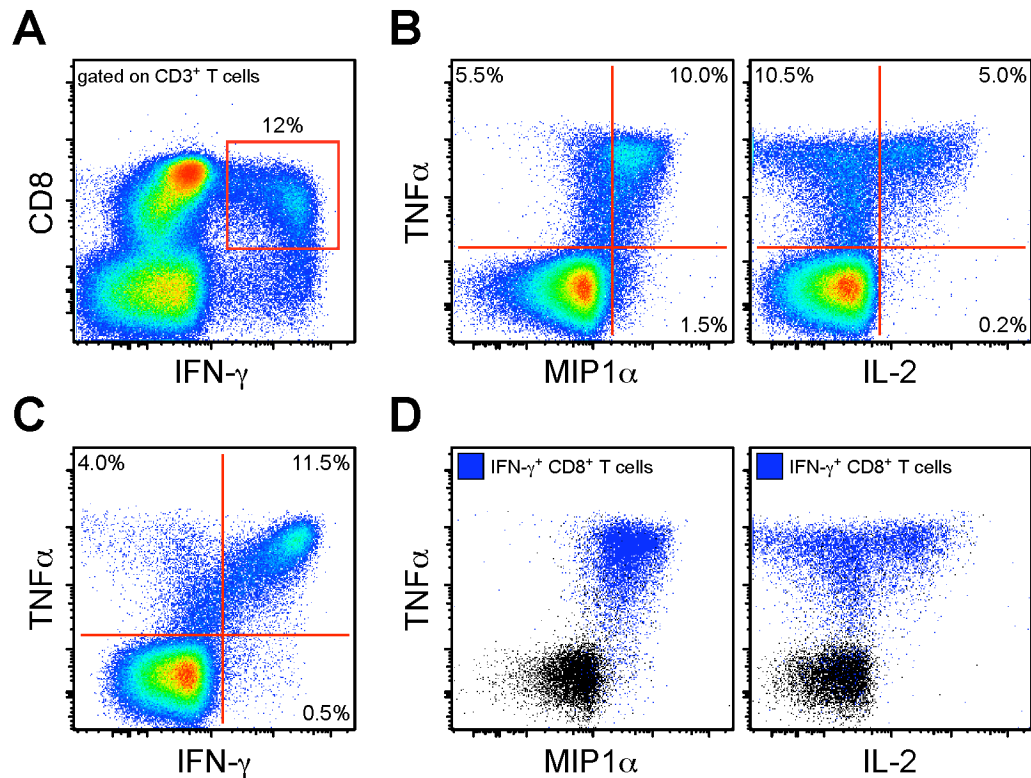 A
gated on CD3⁺ T cells
12%
CD8
IFN-γ
B
5.5%
10.0%
1.5%
TNFα
MIP1α
10.5%
5.0%
0.2%
IL-2
C
4.0%
11.5%
0.5%
TNFα
IFN-γ
D
IFN-γ⁺ CD8⁺ T cells
TNFα
MIP1α
IFN-γ⁺ CD8⁺ T cells
IL-2